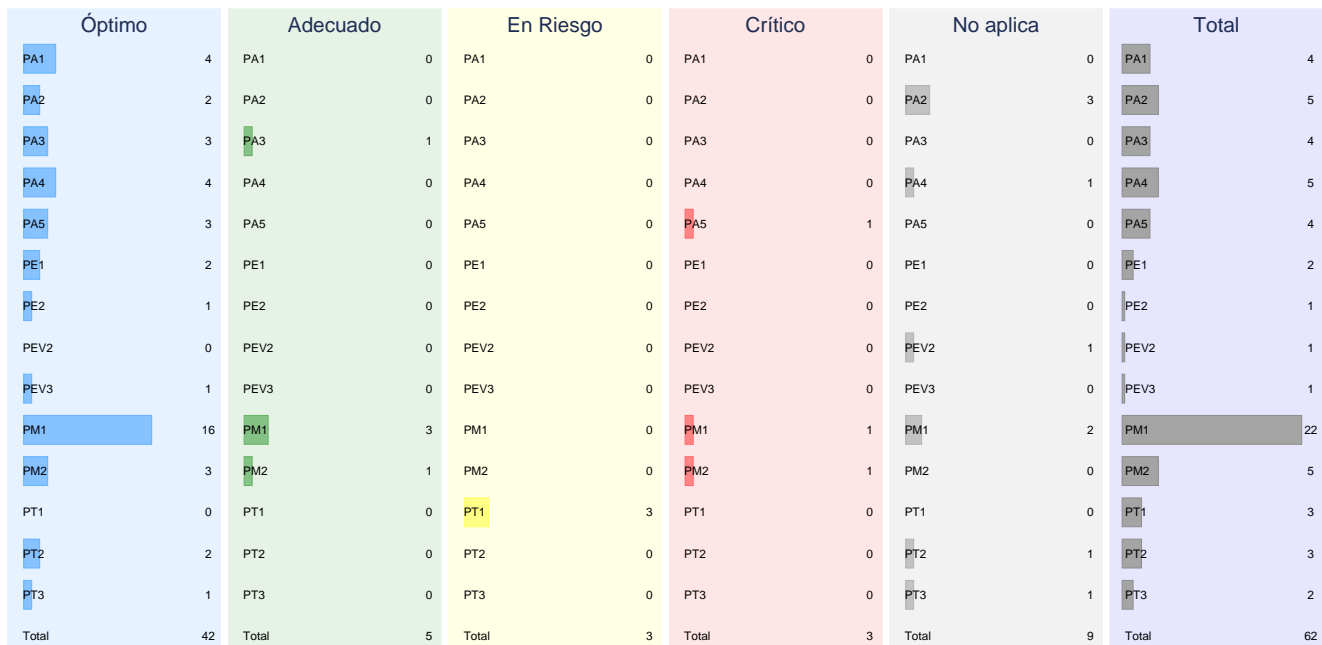 Óptimo Adecuado En Riesgo Crítico No aplica Total
PA1 4 PA1 0 PA1 0 PA1 0 PA1 0 PA1 4
PA2 2 PA2 0 PA2 0 PA2 0 PA2 3 PA2 5
PA3 3 PA3 1 PA3 0 PA3 0 PA3 0 PA3 4
PA4 4 PA4 0 PA4 0 PA4 0 PA4 1 PA4 5
PA5 3 PA5 0 PA5 0 PA5 1 PA5 0 PA5 4
PE1 2 PE1 0 PE1 0 PE1 0 PE1 0 PE1 2
PE2 1 PE2 0 PE2 0 PE2 0 PE2 0 PE2 1
PEV2 0 PEV2 0 PEV2 0 PEV2 0 PEV2 1 PEV2 1
PEV3 1 PEV3 0 PEV3 0 PEV3 0 PEV3 0 PEV3 1
PM1 16 PM1 3 PM1 0 PM1 1 PM1 2 PM1 22
PM2 3 PM2 1 PM2 0 PM2 1 PM2 0 PM2 5
PT1 0 PT1 0 PT1 3 PT1 0 PT1 0 PT1 3
PT2 2 PT2 0 PT2 0 PT2 0 PT2 1 PT2 3
PT3 1 PT3 0 PT3 0 PT3 0 PT3 1 PT3 2
Total 42 Total 5 Total 3 Total 3 Total 9 Total 62